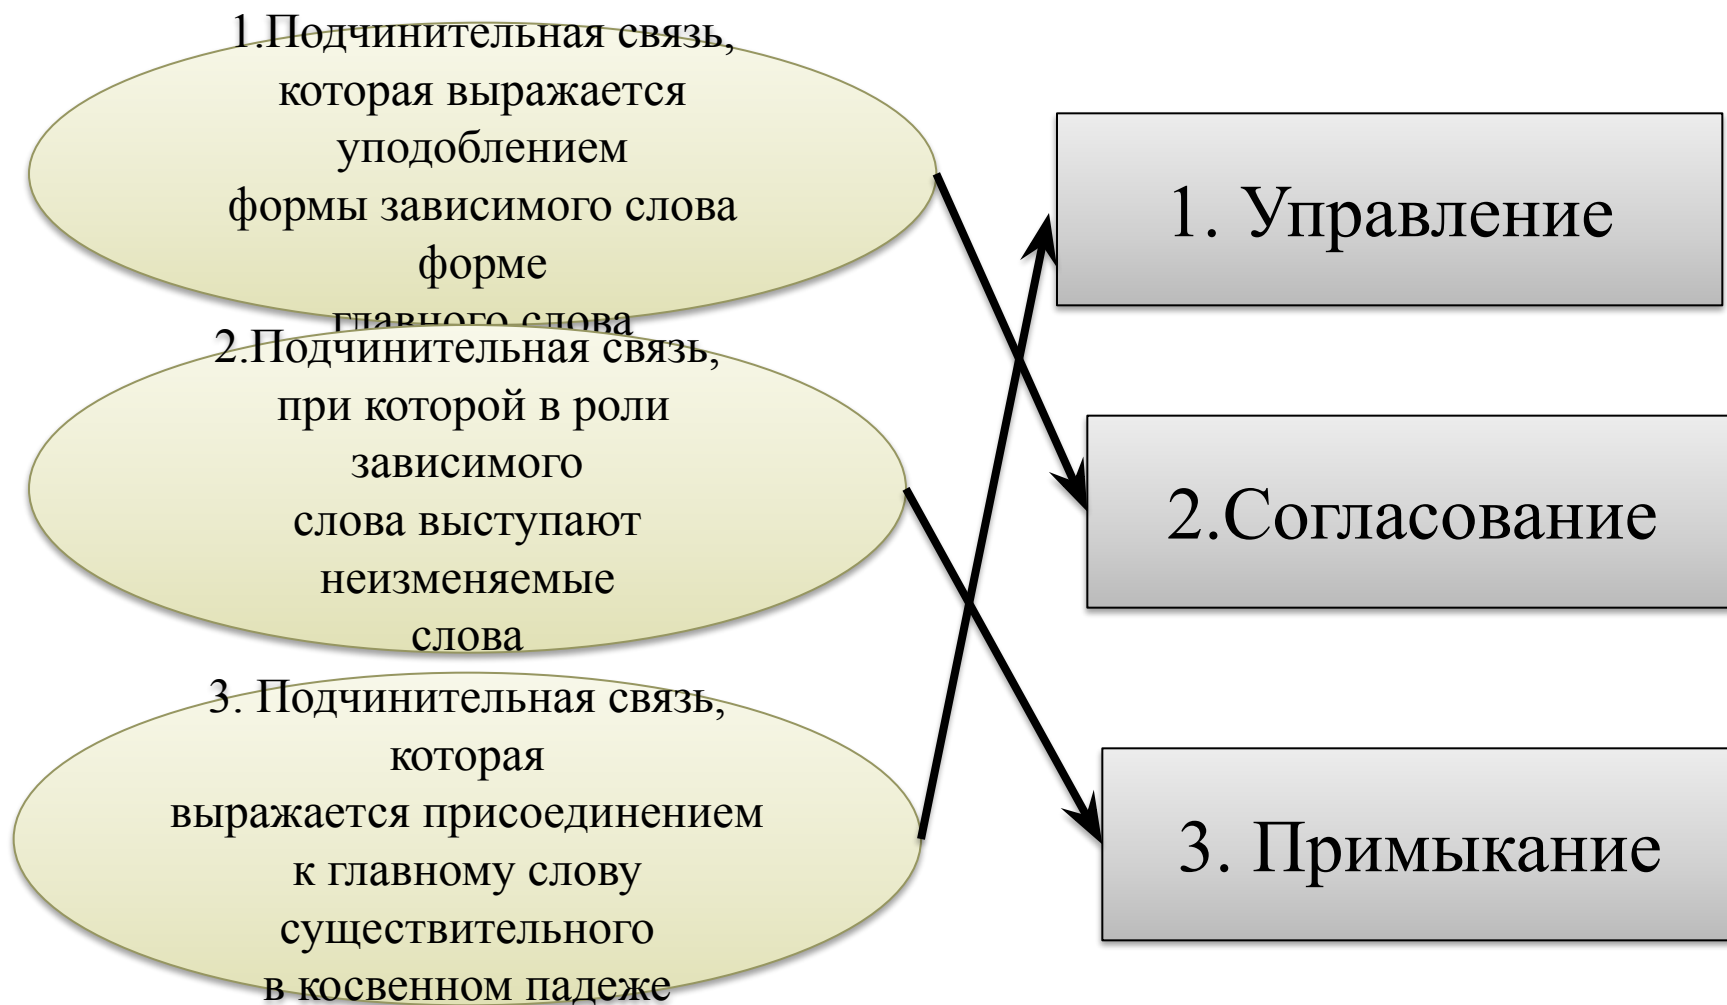 1.Подчинительная связь,
которая выражается
уподоблением
формы зависимого слова
форме
главного слова
2.Подчинительная связь,
при которой в роли
зависимого
слова выступают
неизменяемые
слова
3. Подчинительная связь,
которая
выражается присоединением
к главному слову
существительного
в косвенном падеже
1. Управление
2.Согласование
3. Примыкание